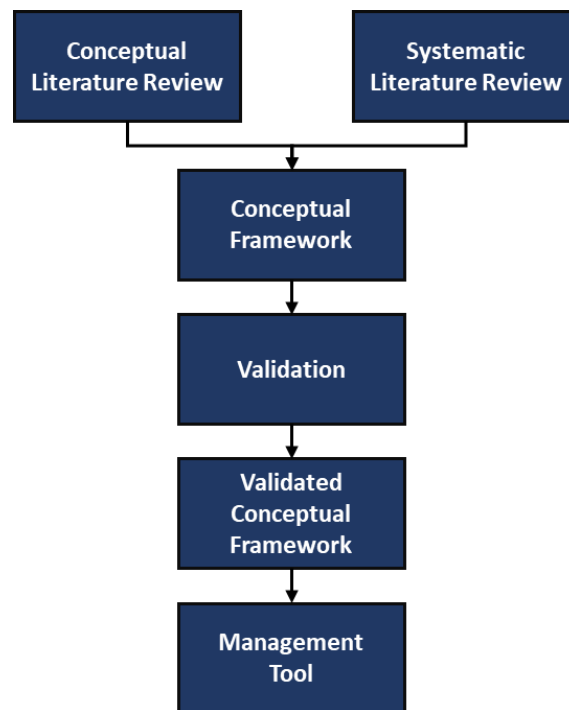 Conceptual
Literature Review
Systematic
Literature Review
Conceptual
Framework
Validation
Validated
Conceptual
Framework
Management
Tool